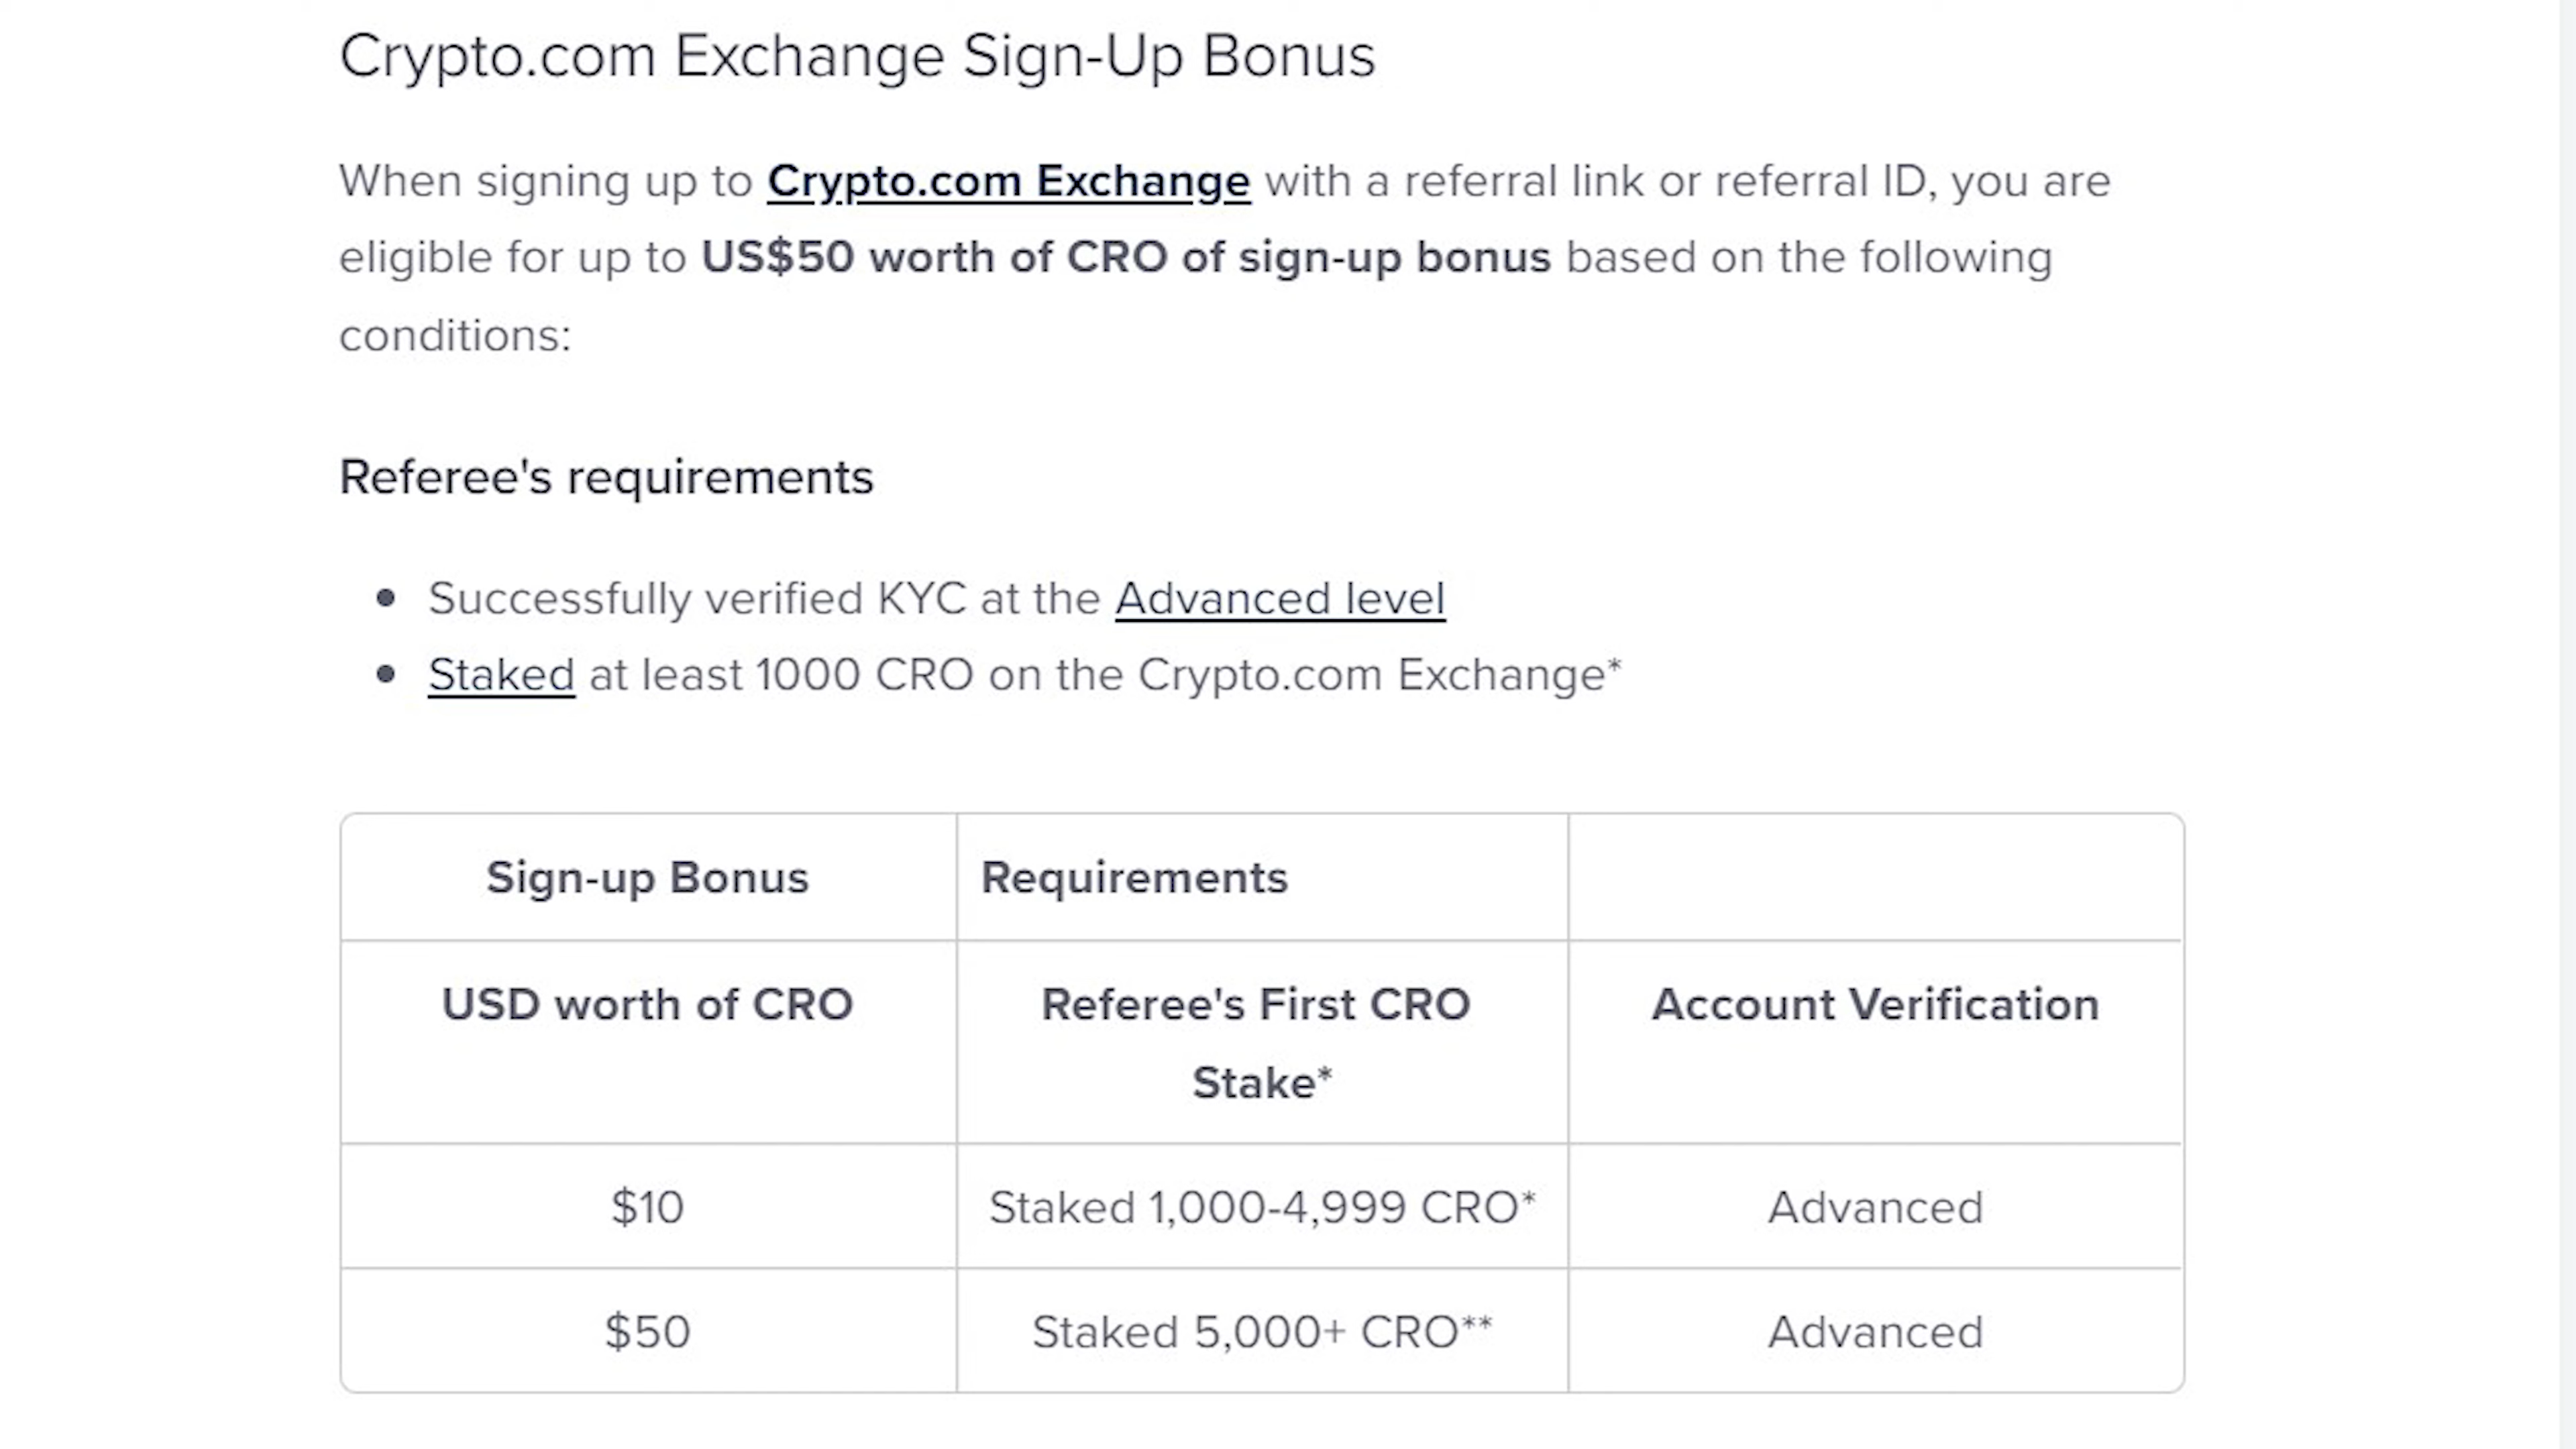 Crypto.com Exchange Sign-Up Bonus
When signing up to Crypto.com Exchange with a referral link or referral ID, you are
eligible for up to US$50 worth of CRO of sign-up bonus based on the following
conditions:
Referee's requirements
• Successfully verified KYC at the Advanced level
• Staked at least 1000 CRO on the Crypto.com Exchange*
Sign-up Bonus Requirements
USD worth of CRO Referee's First CRO Account Verification
Stake*
$10 Staked 1,000-4,999 CRO* Advanced
$50 Staked 5,000+ CRO** Advanced